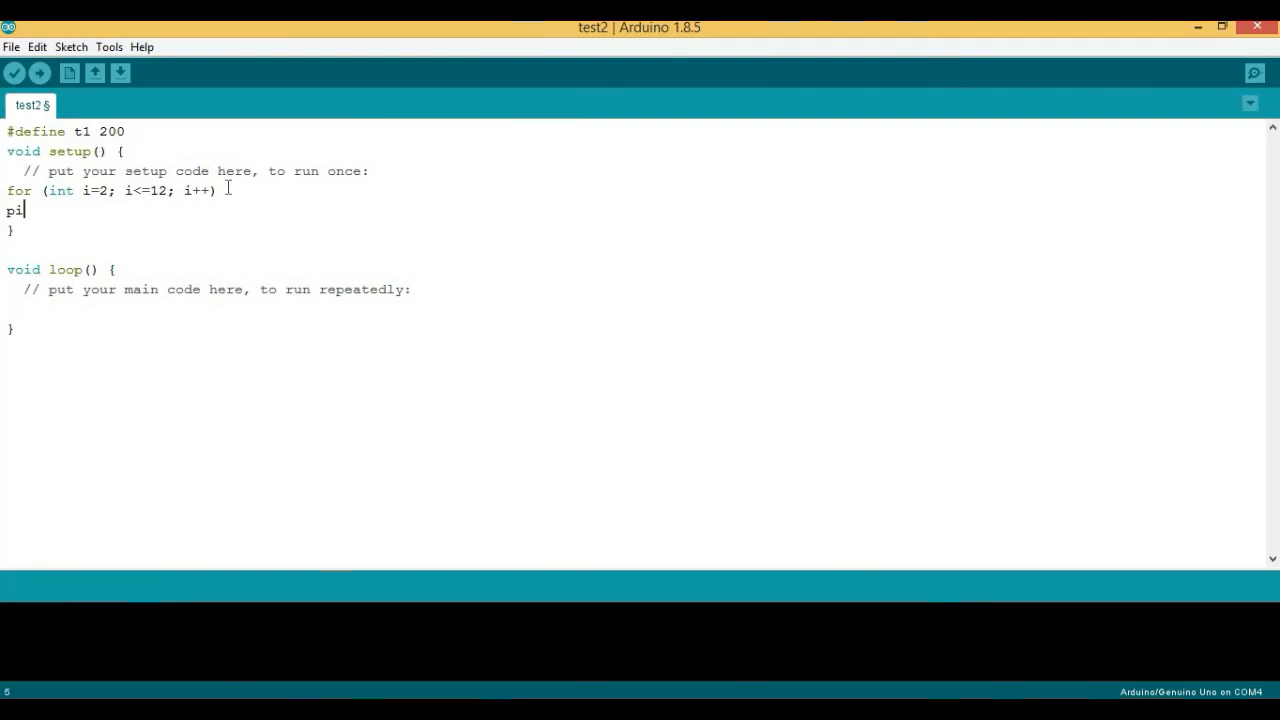 test2 | Arduino 1.8.5
File Edit Sketch Tools Help
test2 §
#define t1 200
void setup() {
  // put your setup code here, to run once:
for (int i=2; i<=12; i++)
pi
}
void loop() {
  // put your main code here, to run repeatedly:
}
5 Arduino/Genuino Uno on COM4